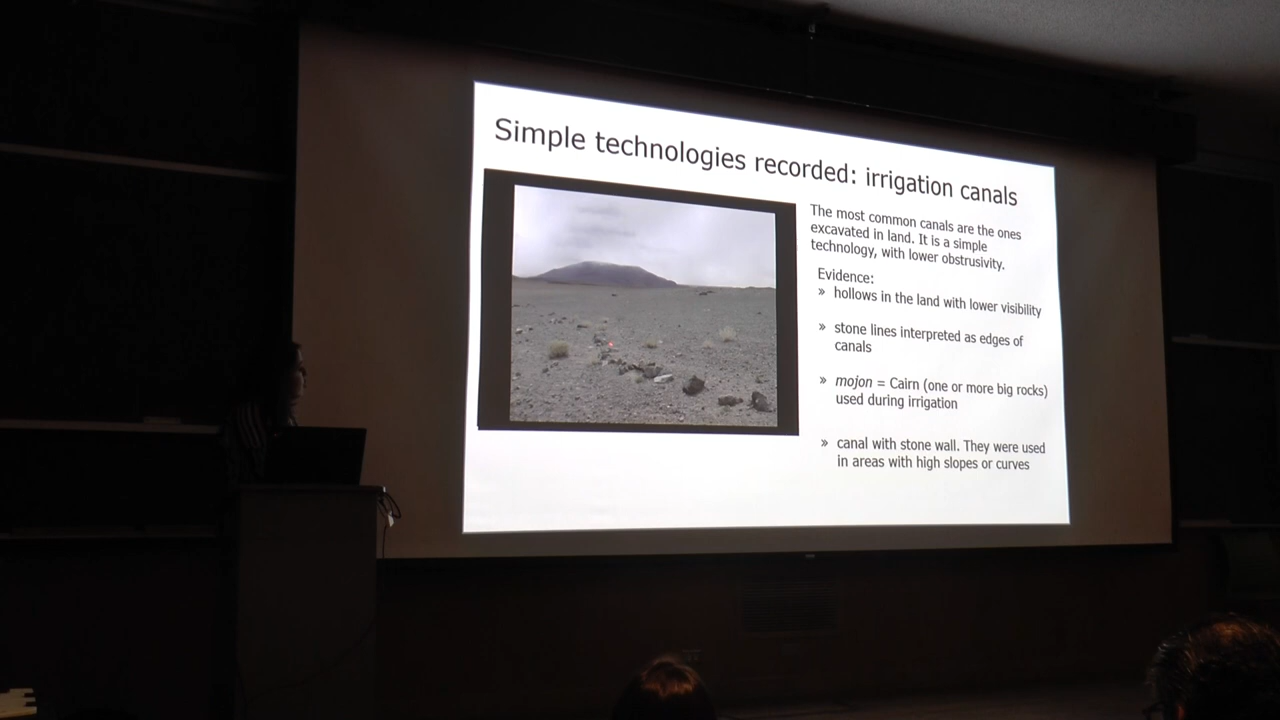 Simple technologies recorded: irrigation canals
The most common canals are the ones
excavated in land. It is a simple
technology, with lower obstrusivity.
Evidence:
» hollows in the land with lower visibility
» stone lines interpreted as edges of
canals
» mojon = Cairn (one or more big rocks)
used during irrigation
» canal with stone wall. They were used
in areas with high slopes or curves